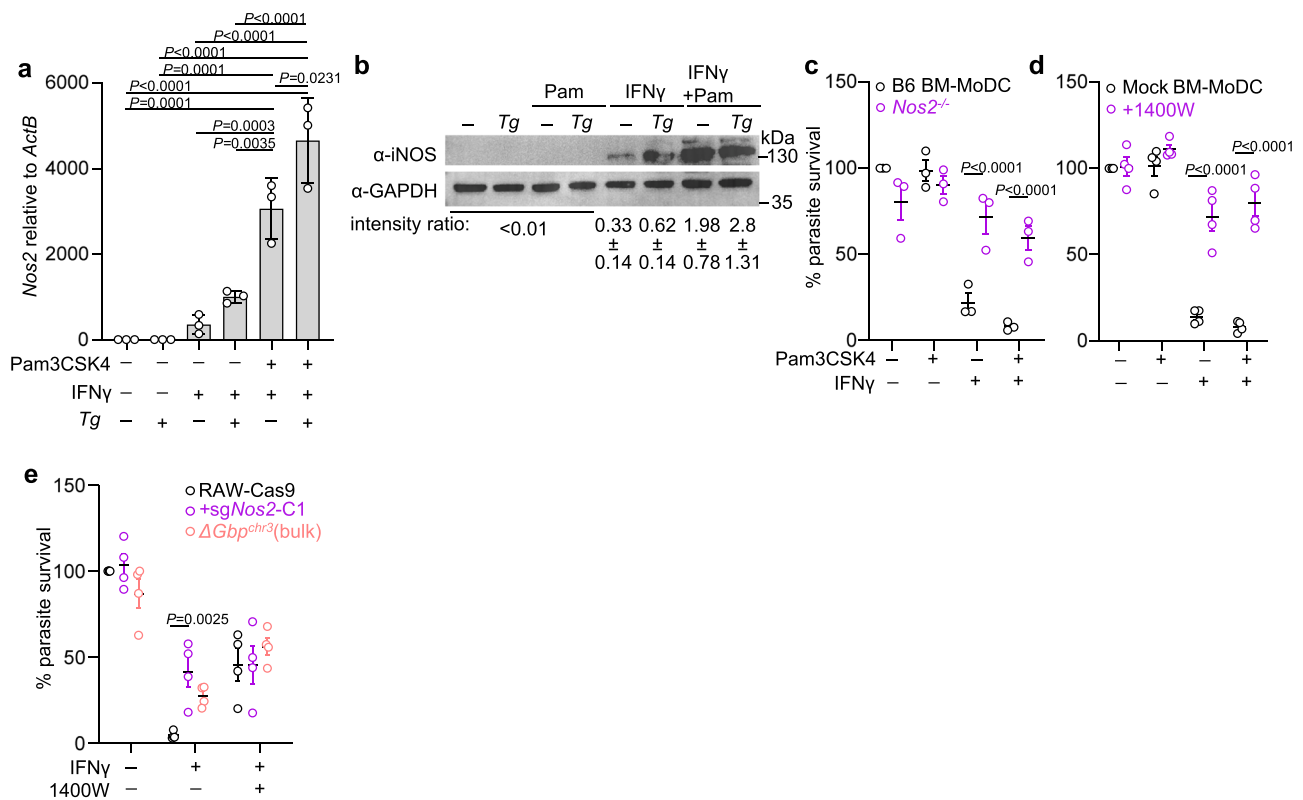 a
P<0.0001
P<0.0001
P<0.0001
P=0.0001
P<0.0001
P=0.0231
P=0.0001
P=0.0003
P=0.0035
Nos2 relative to ActB
6000
4000
2000
0
Pam3CSK4 – – – – + +
IFNγ – – + + + +
Tg – + – + – +
b
Pam IFNγ IFNγ
+Pam
– Tg – Tg – Tg – Tg
kDa
α-iNOS
130
α-GAPDH
35
intensity ratio: <0.01 0.33 0.62 1.98 2.8
± ± ± ±
0.14 0.14 0.78 1.31
c
B6 BM-MoDC
Nos2-/-
% parasite survival
150
100
50
0
P<0.0001
P<0.0001
Pam3CSK4 – + – +
IFNγ – – + +
d
Mock BM-MoDC
+1400W
150
100
50
0
P<0.0001
P<0.0001
– + – +
– – + +
e
RAW-Cas9
+sgNos2-C1
ΔGbpchr3(bulk)
% parasite survival
150
100
50
0
P=0.0025
IFNγ – + +
1400W – – +